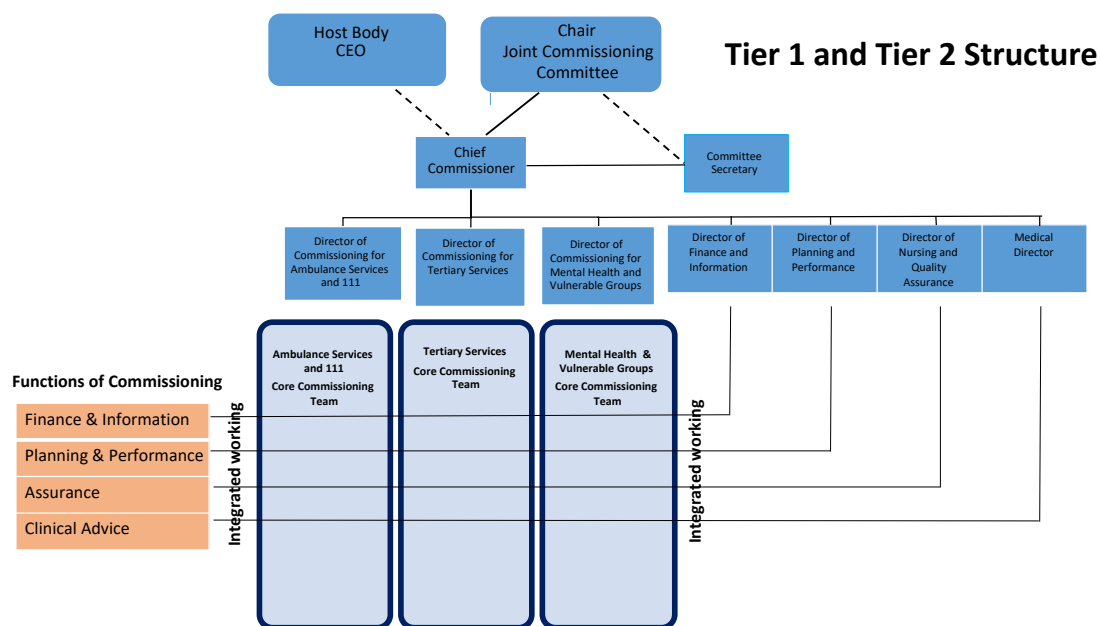 Host Body
CEO
Chair
Joint Commissioning
Committee
Tier 1 and Tier 2 Structure
Chief
Commissioner
Committee
Secretary
Director of
Commissioning for
Ambulance Services
and 111
Director of
Commissioning for
Tertiary Services
Director of
Commissioning for
Mental Health and
Vulnerable Groups
Director of
Finance and
Information
Director of
Planning and
Performance
Director of
Nursing and
Quality
Assurance
Medical
Director
Ambulance Services
and 111
Core Commissioning
Team
Tertiary Services
Core Commissioning
Team
Mental Health &
Vulnerable Groups
Core Commissioning
Team
Functions of Commissioning
Finance & Information
Planning & Performance
Assurance
Clinical Advice
Integrated working
Integrated working